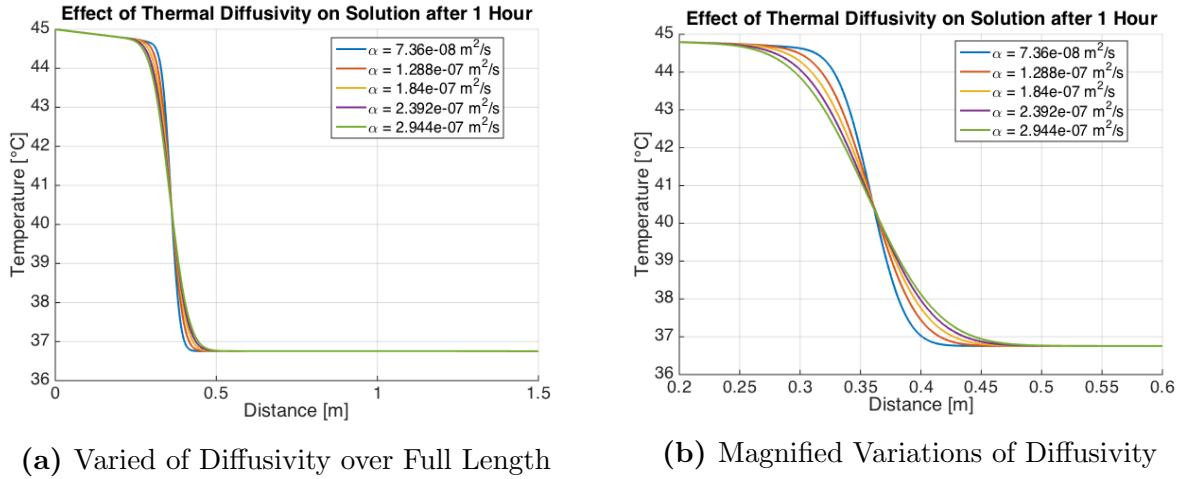 Effect of Thermal Diffusivity on Solution after 1 Hour
45
44
43
42
41
40
39
38
37
36
Temperature [°C]
α = 7.36e-08 m²/s
α = 1.288e-07 m²/s
α = 1.84e-07 m²/s
α = 2.392e-07 m²/s
α = 2.944e-07 m²/s
0 0.5 1 1.5
Distance [m]
(a) Varied of Diffusivity over Full Length
Effect of Thermal Diffusivity on Solution after 1 Hour
45
44
43
42
41
40
39
38
37
36
Temperature [°C]
α = 7.36e-08 m²/s
α = 1.288e-07 m²/s
α = 1.84e-07 m²/s
α = 2.392e-07 m²/s
α = 2.944e-07 m²/s
0.2 0.25 0.3 0.35 0.4 0.45 0.5 0.55 0.6
Distance [m]
(b) Magnified Variations of Diffusivity